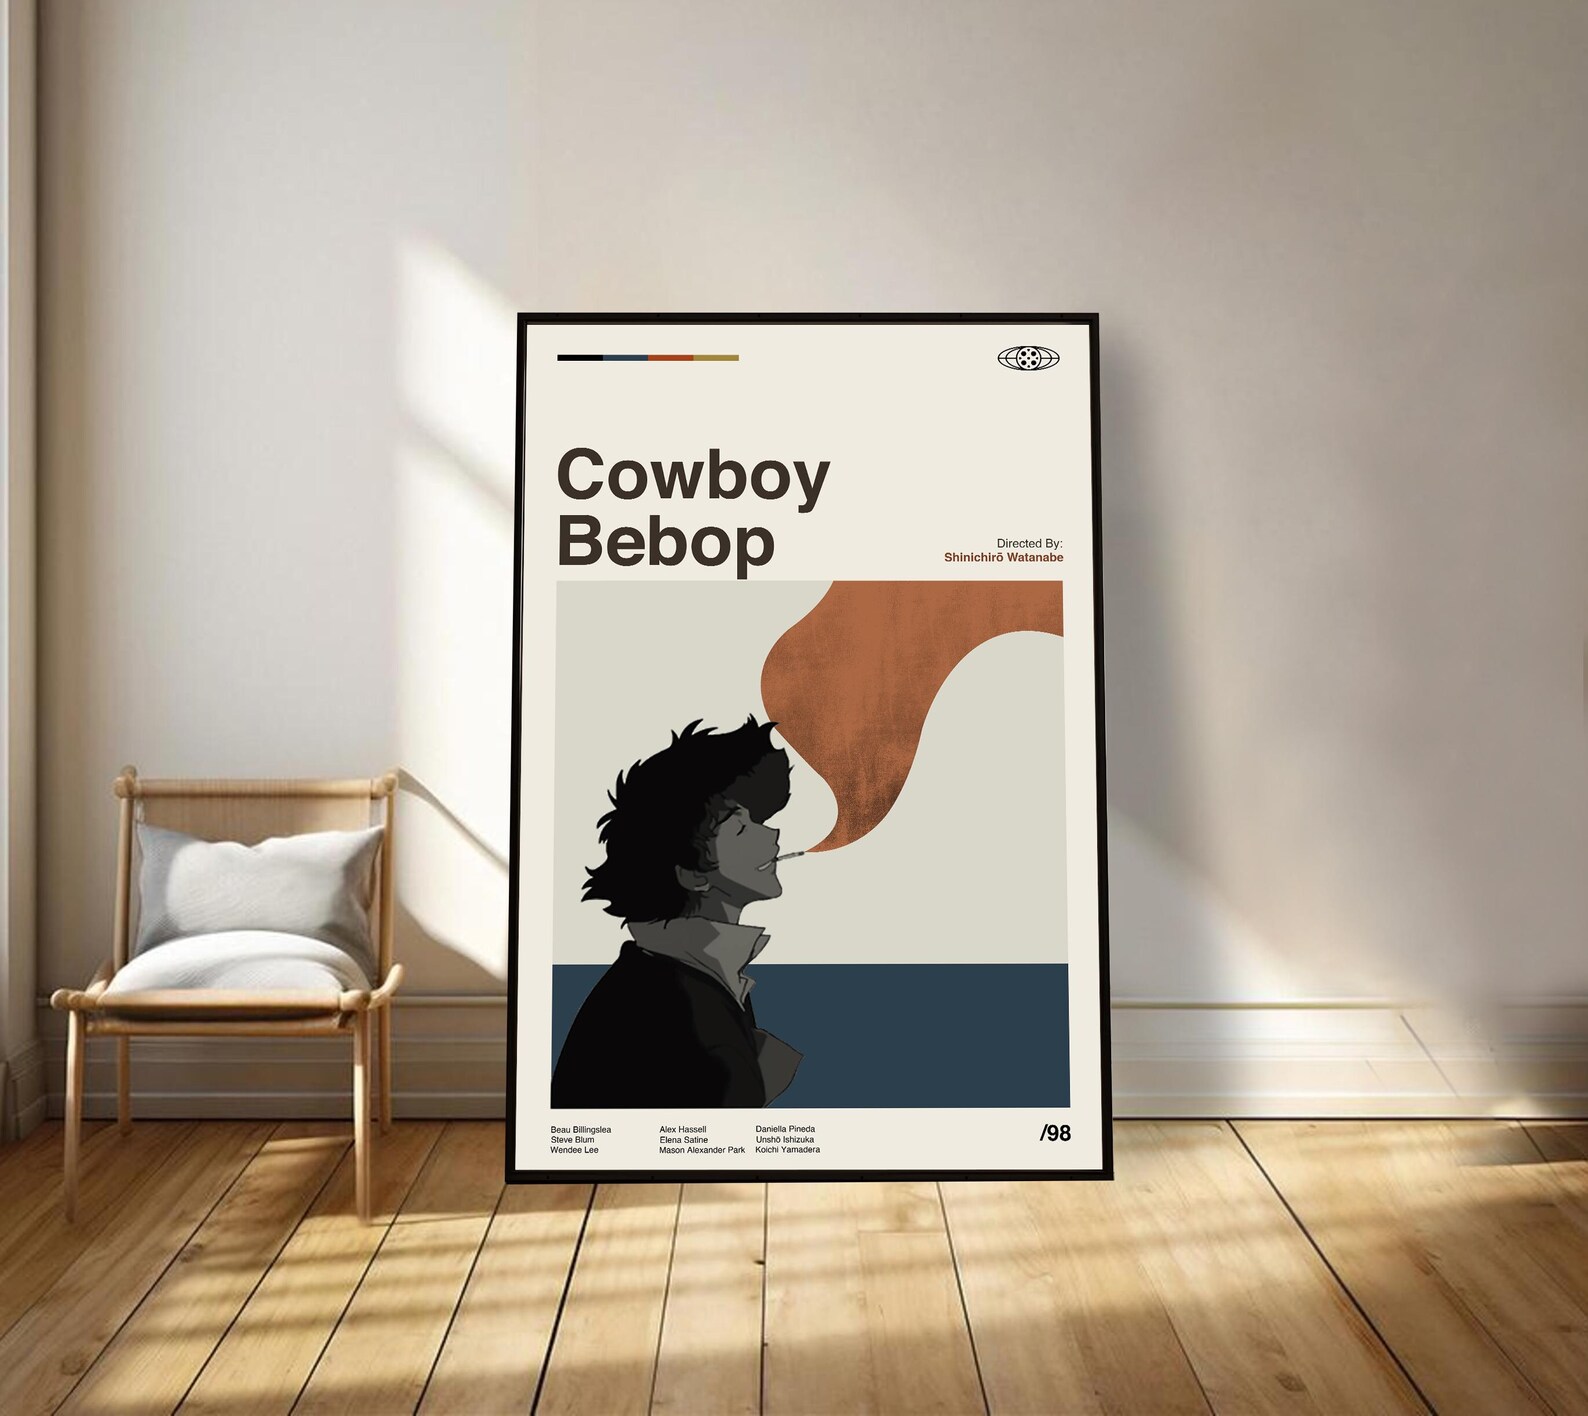 Cowboy
Bebop
Directed By:
Shinichirō Watanabe
Beau Billingslea
Steve Blum
Wendee Lee
Alex Hassell
Elena Satine
Mason Alexander Park
Daniella Pineda
Unshō Ishizuka
Koichi Yamadera
/98